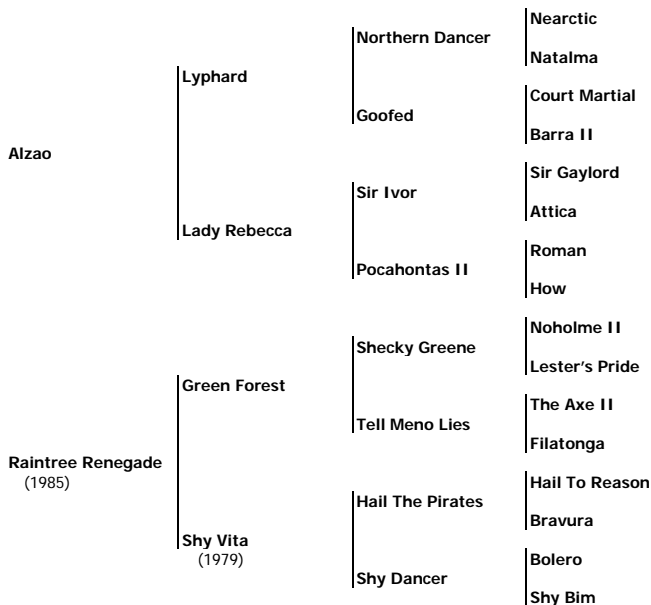 Nearctic
Northern Dancer
Natalma
Lyphard
Court Martial
Goofed
Barra II
Alzao
Sir Gaylord
Sir Ivor
Attica
Lady Rebecca
Roman
Pocahontas II
How
Noholme II
Shecky Greene
Lester's Pride
Green Forest
The Axe II
Tell Meno Lies
Filatonga
Raintree Renegade
(1985)
Hail To Reason
Hail The Pirates
Bravura
Shy Vita
(1979)
Bolero
Shy Dancer
Shy Bim